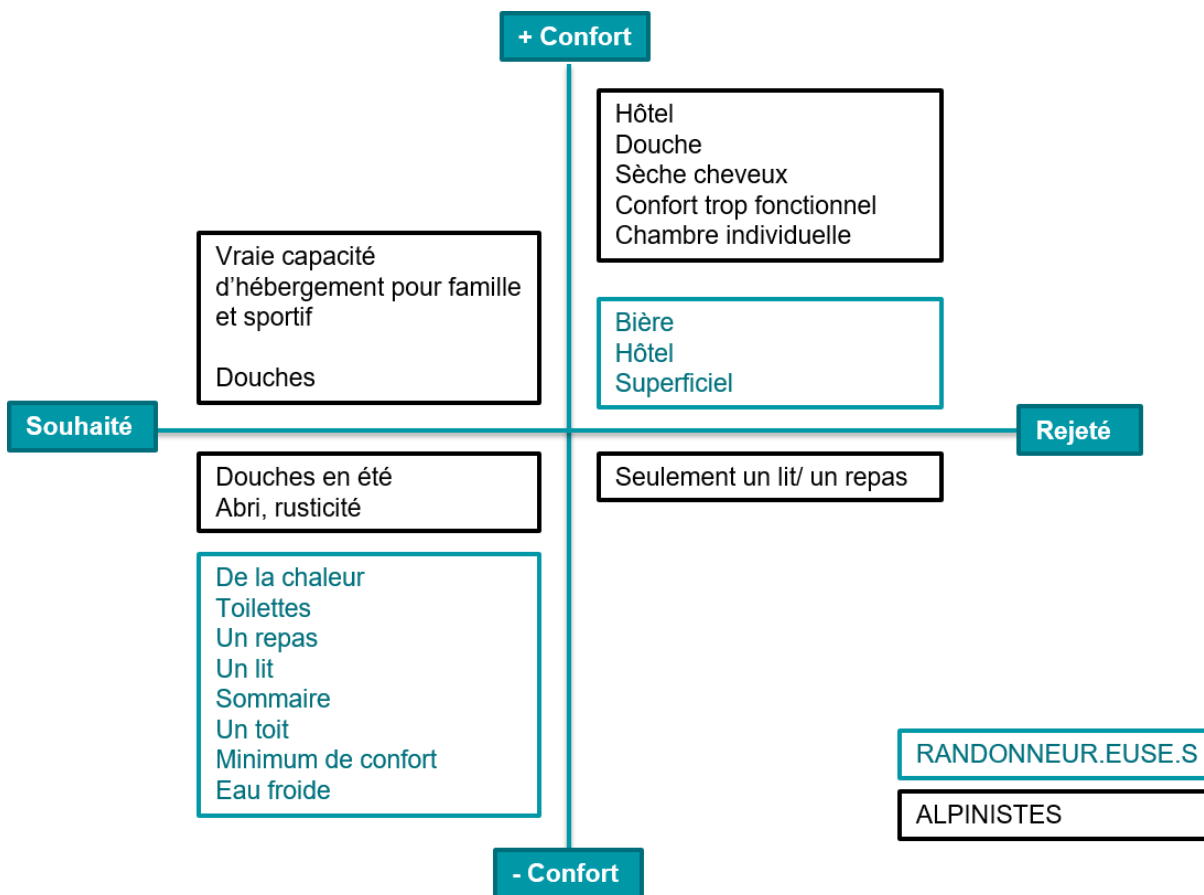 + Confort
Hôtel
Douche
Sèche cheveux
Confort trop fonctionnel
Chambre individuelle
Vraie capacité
d’hébergement pour famille
et sportif
Douches
Bière
Hôtel
Superficiel
Souhaité
Rejeté
Douches en été
Abri, rusticité
Seulement un lit/ un repas
De la chaleur
Toilettes
Un repas
Un lit
Sommaire
Un toit
Minimum de confort
Eau froide
RANDONNEUR.EUSE.S
ALPINISTES
- Confort